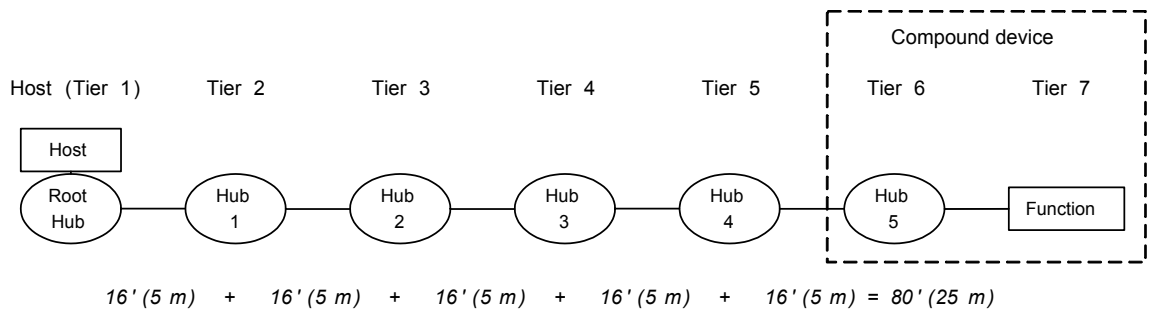 Compound device
Host (Tier 1) Tier 2 Tier 3 Tier 4 Tier 5 Tier 6 Tier 7
Host
Root Hub Hub Hub Hub Hub
Hub 1 2 3 4 5 Function
16' (5 m) + 16' (5 m) + 16' (5 m) + 16' (5 m) + 16' (5 m) = 80' (25 m)